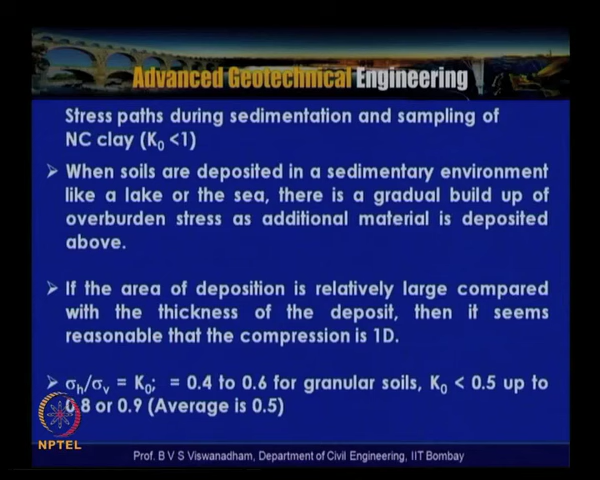 Advanced Geotechnical Engineering
Stress paths during sedimentation and sampling of
NC clay (K₀ <1)
➢ When soils are deposited in a sedimentary environment
like a lake or the sea, there is a gradual build up of
overburden stress as additional material is deposited
above.
➢ If the area of deposition is relatively large compared
with the thickness of the deposit, then it seems
reasonable that the compression is 1D.
➢ σₕ/σᵥ = K₀; = 0.4 to 0.6 for granular soils, K₀ < 0.5 up to
0.8 or 0.9 (Average is 0.5)
NPTEL
Prof. B V S Viswanadham, Department of Civil Engineering, IIT Bombay